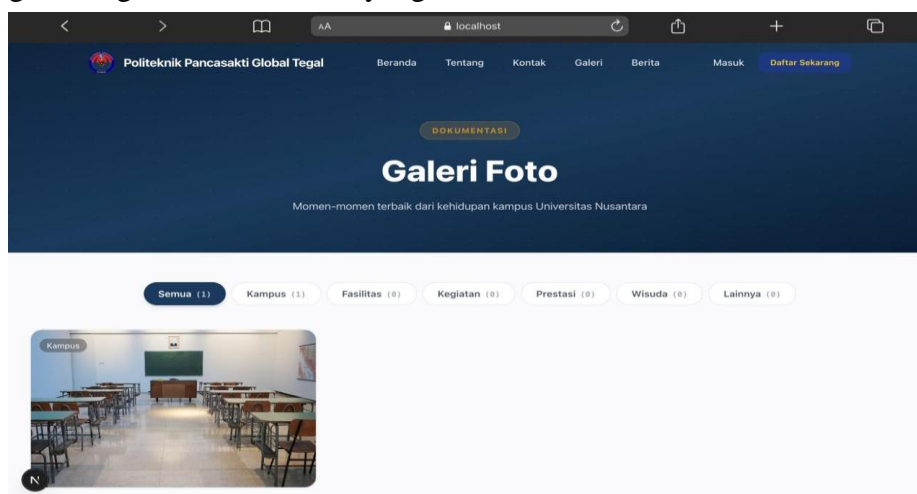 AA localhost
Politeknik Pancasakti Global Tegal Beranda Tentang Kontak Galeri Berita Masuk Daftar Sekarang
DOKUMENTASI
Galeri Foto
Momen-momen terbaik dari kehidupan kampus Universitas Nusantara
Semua (1) Kampus (1) Fasilitas (0) Kegiatan (0) Prestasi (0) Wisuda (0) Lainnya (0)
Kampus
N